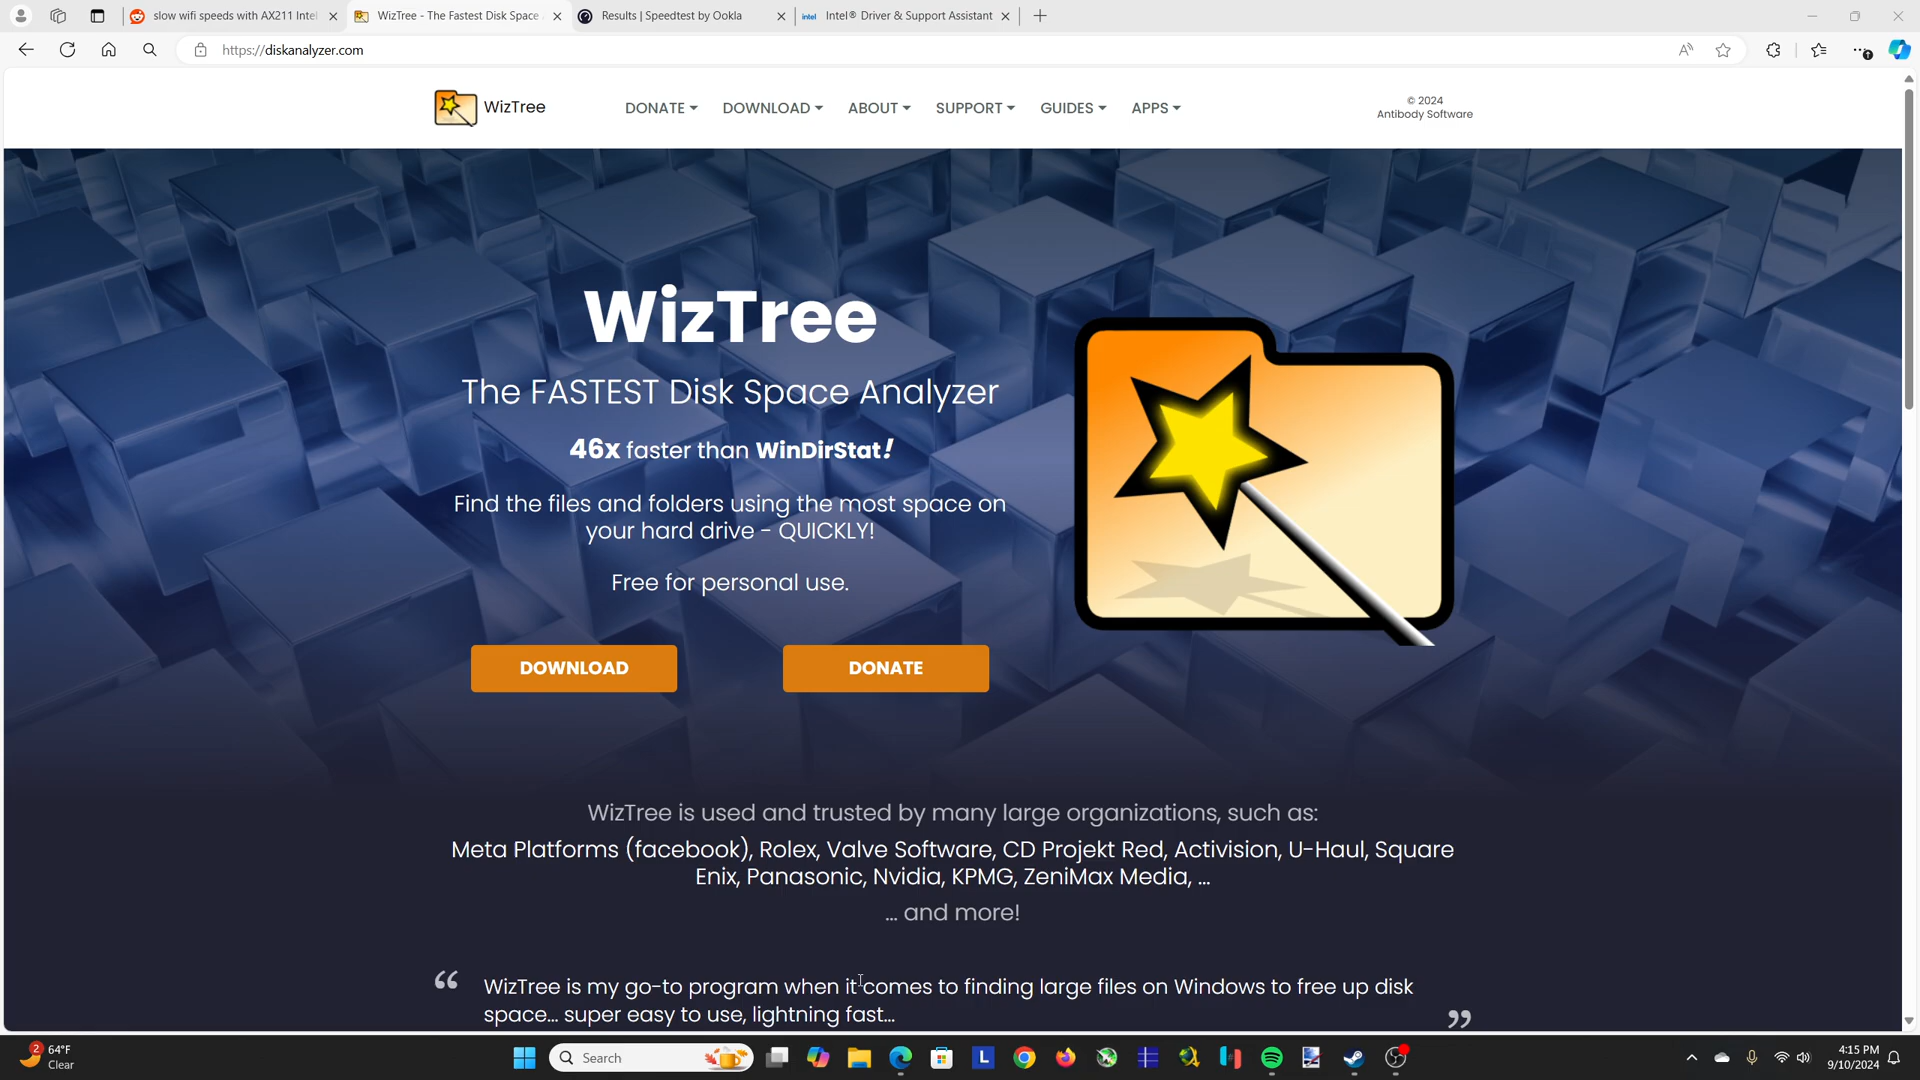 slow wifi speeds with AX211 Intel
WizTree - The Fastest Disk Space
Results | Speedtest by Ookla
intel Intel® Driver & Support Assistant
https://diskanalyzer.com
WizTree
DONATE
DOWNLOAD
ABOUT
SUPPORT
GUIDES
APPS
© 2024
Antibody Software
WizTree
The FASTEST Disk Space Analyzer
46x faster than WinDirStat!
Find the files and folders using the most space on
your hard drive - QUICKLY!
Free for personal use.
DOWNLOAD
DONATE
WizTree is used and trusted by many large organizations, such as:
Meta Platforms (facebook), Rolex, Valve Software, CD Projekt Red, Activision, U-Haul, Square
Enix, Panasonic, Nvidia, KPMG, ZeniMax Media, ...
... and more!
“ WizTree is my go-to program when it comes to finding large files on Windows to free up disk
space... super easy to use, lightning fast... ”
2
64°F
Clear
Search
L
4:15 PM
9/10/2024